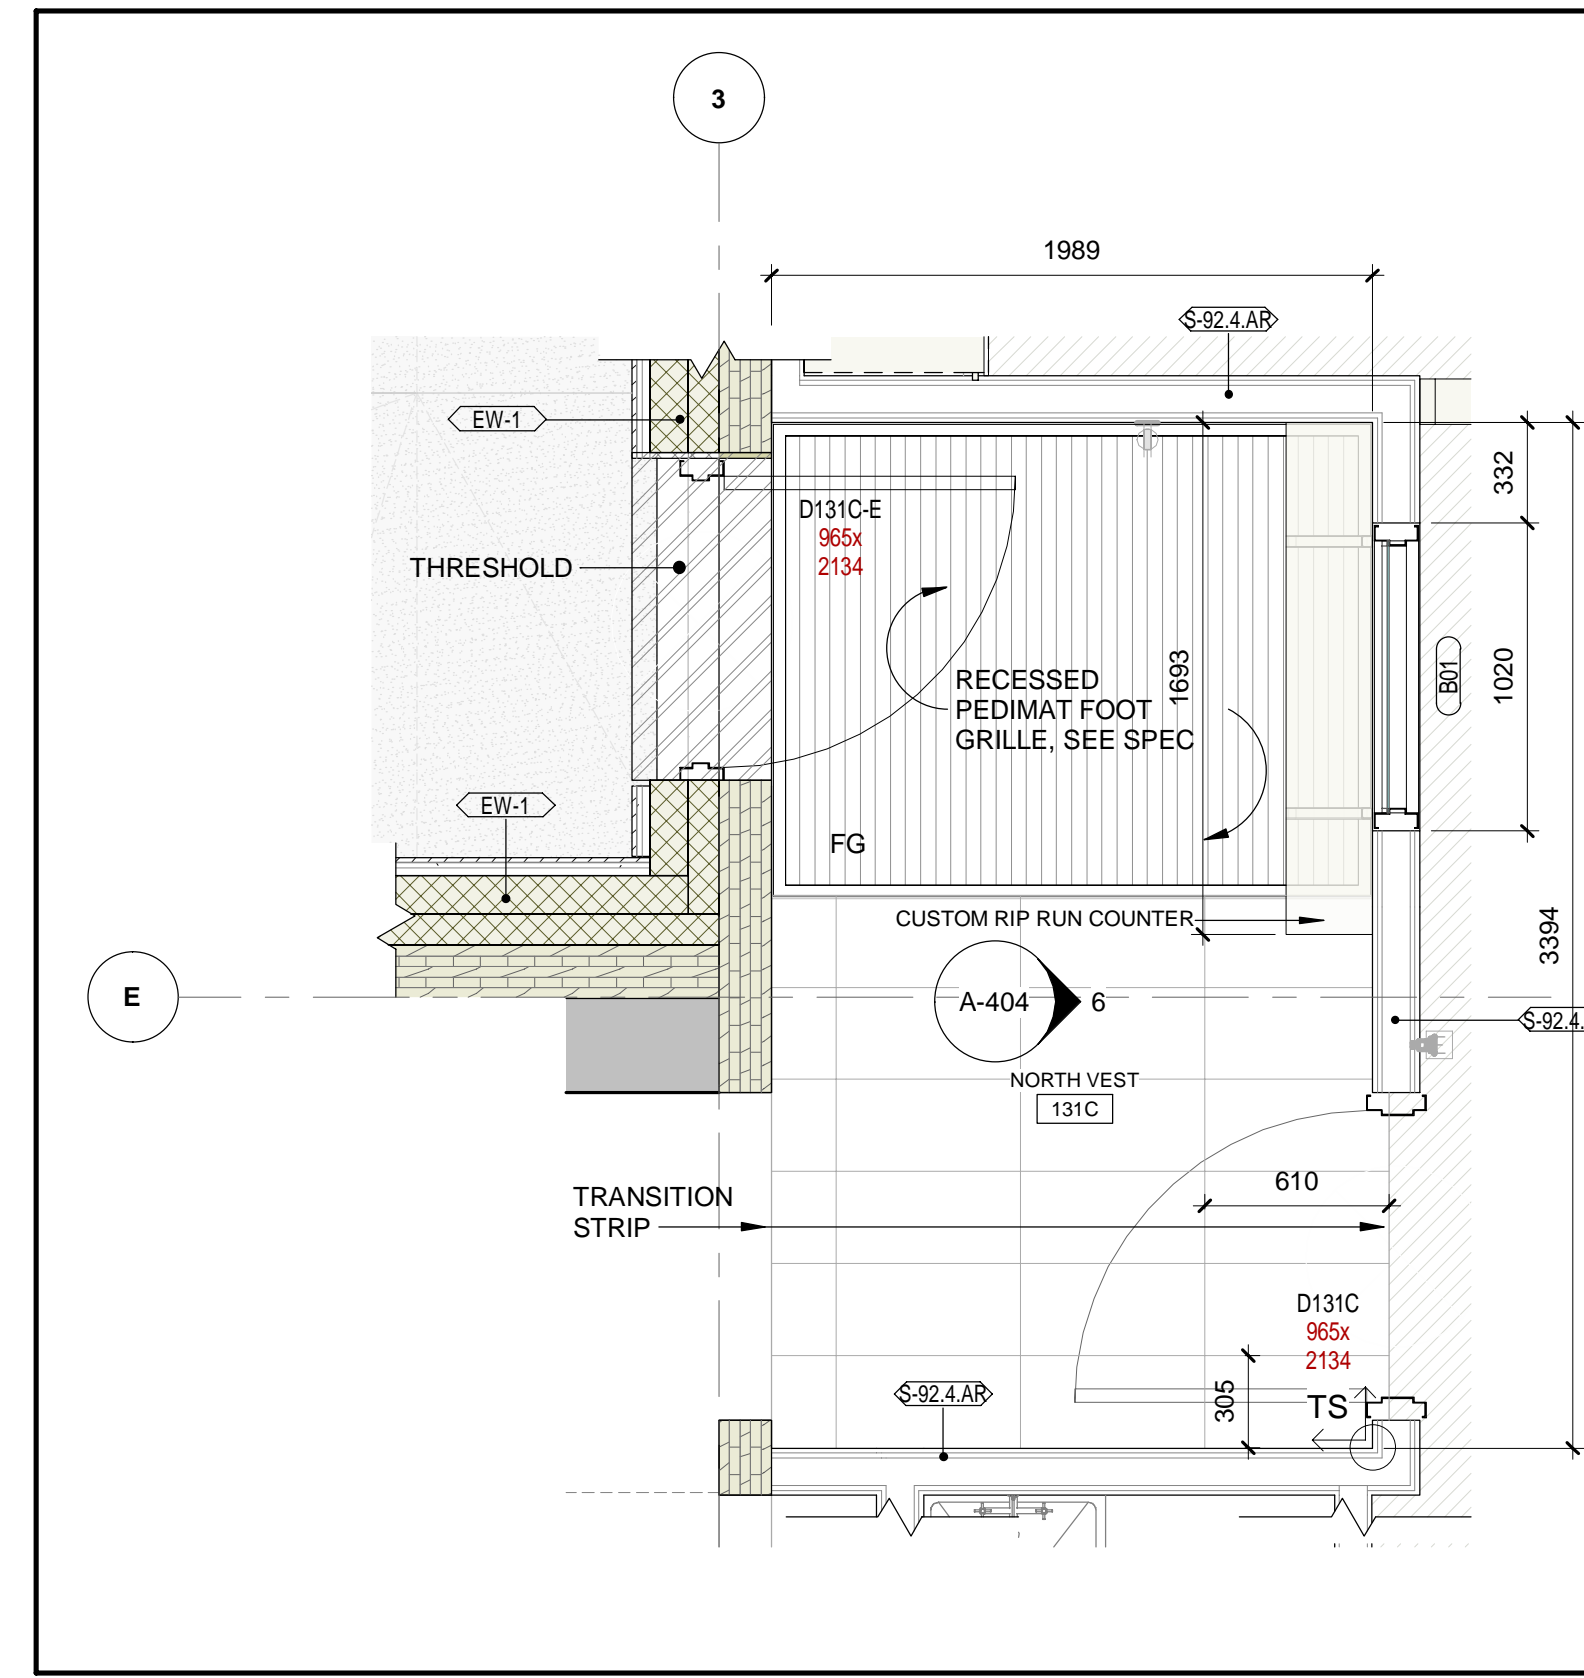 3
1989
S-92.4.AR
EW-1
332
D131C-E
965x
2134
THRESHOLD
1020
B01
1693
RECESSED
PEDIMAT FOOT
GRILLE, SEE SPEC
EW-1
FG
CUSTOM RIP RUN COUNTER
3394
E
A-404
6
S-92.4.
NORTH VEST
131C
610
TRANSITION
STRIP
D131C
965x
2134
305
S-92.4.AR
TS